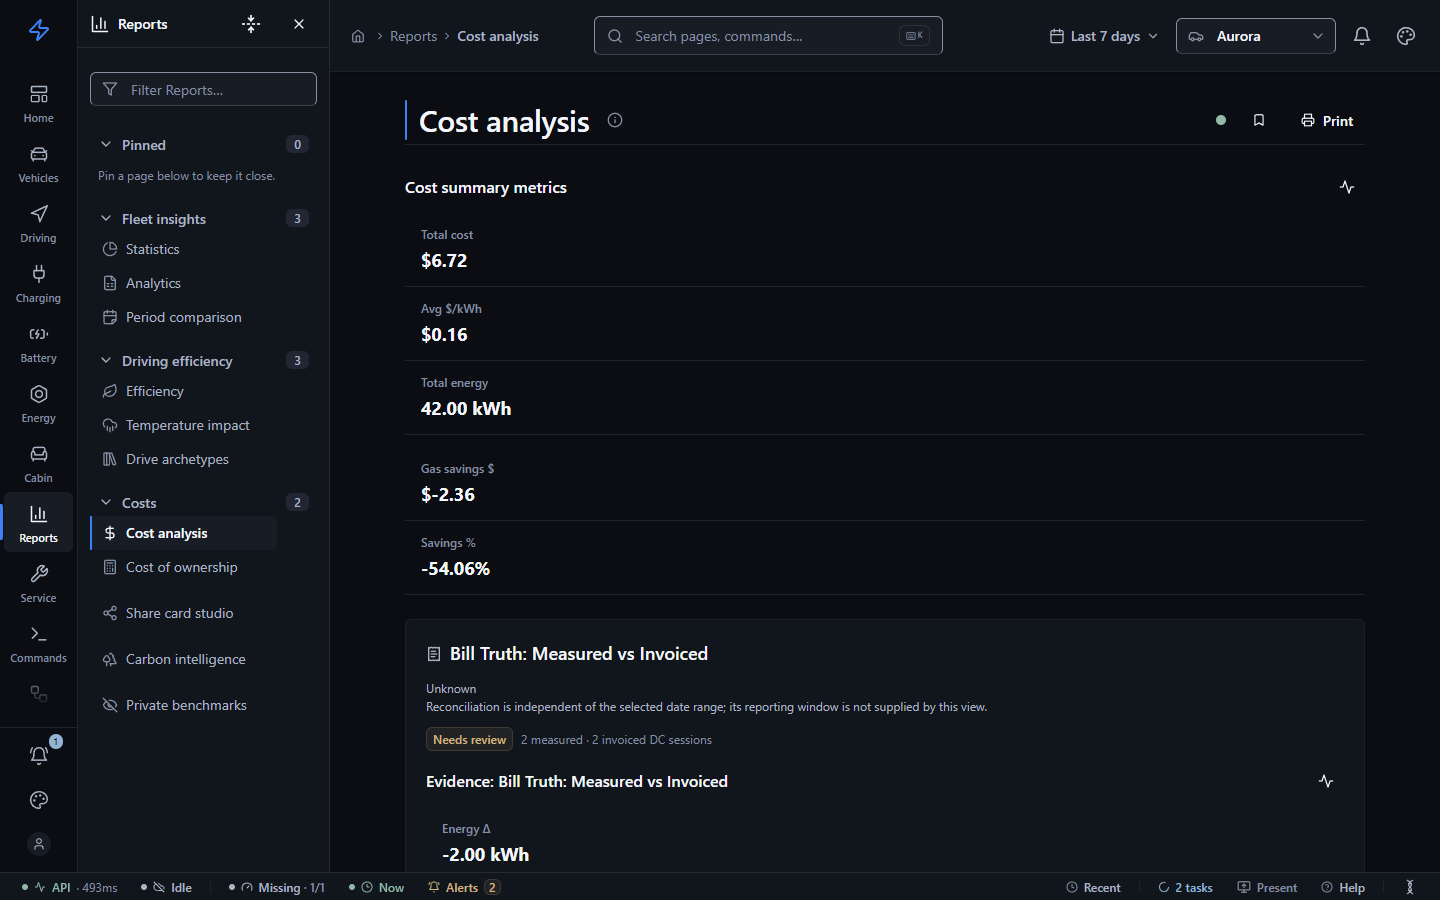 Home
Vehicles
Driving
Charging
Battery
Energy
Cabin
Reports
Service
Commands
1
Reports
Filter Reports...
Pinned 0
Pin a page below to keep it close.
Fleet insights 3
Statistics
Analytics
Period comparison
Driving efficiency 3
Efficiency
Temperature impact
Drive archetypes
Costs 2
Cost analysis
Cost of ownership
Share card studio
Carbon intelligence
Private benchmarks
Reports > Cost analysis
Search pages, commands... K
Last 7 days
Aurora
Cost analysis
Print
Cost summary metrics
Total cost
$6.72
Avg $/kWh
$0.16
Total energy
42.00 kWh
Gas savings $
$-2.36
Savings %
-54.06%
Bill Truth: Measured vs Invoiced
Unknown
Reconciliation is independent of the selected date range; its reporting window is not supplied by this view.
Needs review 2 measured · 2 invoiced DC sessions
Evidence: Bill Truth: Measured vs Invoiced
Energy Δ
-2.00 kWh
API · 493ms
Idle
Missing · 1/1
Now
Alerts 2
Recent
2 tasks
Present
Help